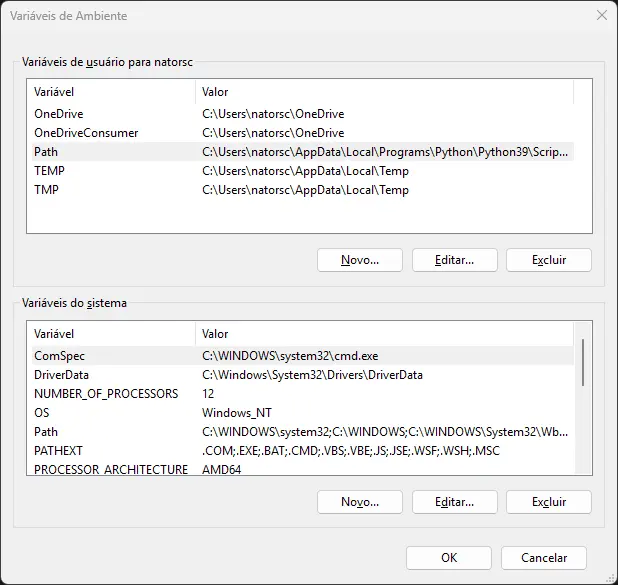 Variáveis de Ambiente
Variáveis de usuário para natorsc
Variável Valor
OneDrive C:\Users\natorsc\OneDrive
OneDriveConsumer C:\Users\natorsc\OneDrive
Path C:\Users\natorsc\AppData\Local\Programs\Python\Python39\Scrip...
TEMP C:\Users\natorsc\AppData\Local\Temp
TMP C:\Users\natorsc\AppData\Local\Temp
Novo... Editar... Excluir
Variáveis do sistema
Variável Valor
ComSpec C:\WINDOWS\system32\cmd.exe
DriverData C:\Windows\System32\Drivers\DriverData
NUMBER_OF_PROCESSORS 12
OS Windows_NT
Path C:\WINDOWS\system32;C:\WINDOWS;C:\WINDOWS\System32\Wb...
PATHEXT .COM;.EXE;.BAT;.CMD;.VBS;.VBE;.JS;.JSE;.WSF;.WSH;.MSC
PROCESSOR_ARCHITECTURE AMD64
Novo... Editar... Excluir
OK Cancelar